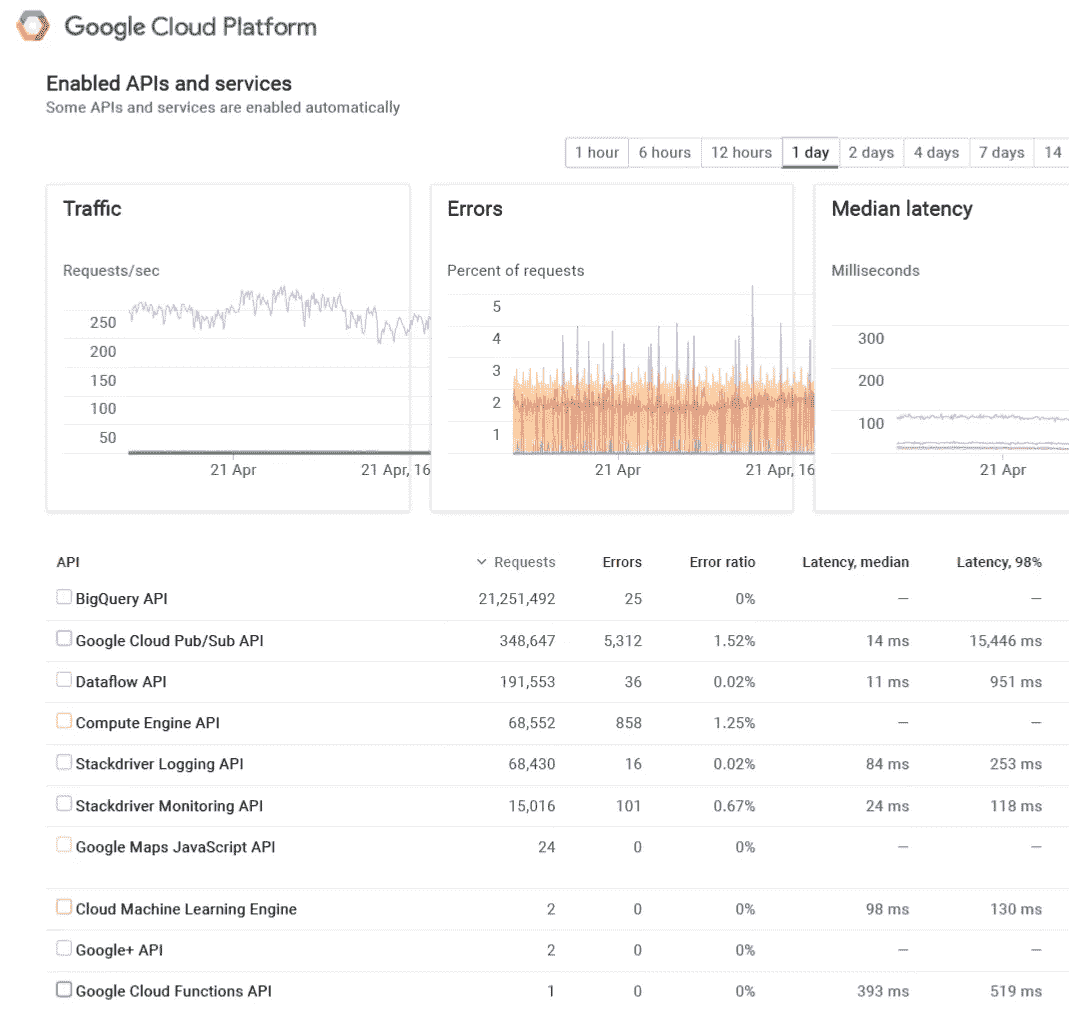 Google Cloud Platform
Enabled APIs and services
Some APIs and services are enabled automatically
1 hour 6 hours 12 hours 1 day 2 days 4 days 7 days 14
Traffic Errors Median latency
Requests/sec Percent of requests Milliseconds
250
200
150
100
50
21 Apr 21 Apr, 16
5
4
3
2
1
21 Apr 21 Apr, 16
300
200
100
21 Apr
API Requests Errors Error ratio Latency, median Latency, 98%
BigQuery API 21,251,492 25 0% — —
Google Cloud Pub/Sub API 348,647 5,312 1.52% 14 ms 15,446 ms
Dataflow API 191,553 36 0.02% 11 ms 951 ms
Compute Engine API 68,552 858 1.25% — —
Stackdriver Logging API 68,430 16 0.02% 84 ms 253 ms
Stackdriver Monitoring API 15,016 101 0.67% 24 ms 118 ms
Google Maps JavaScript API 24 0 0% — —
Cloud Machine Learning Engine 2 0 0% 98 ms 130 ms
Google+ API 2 0 0% — —
Google Cloud Functions API 1 0 0% 393 ms 519 ms